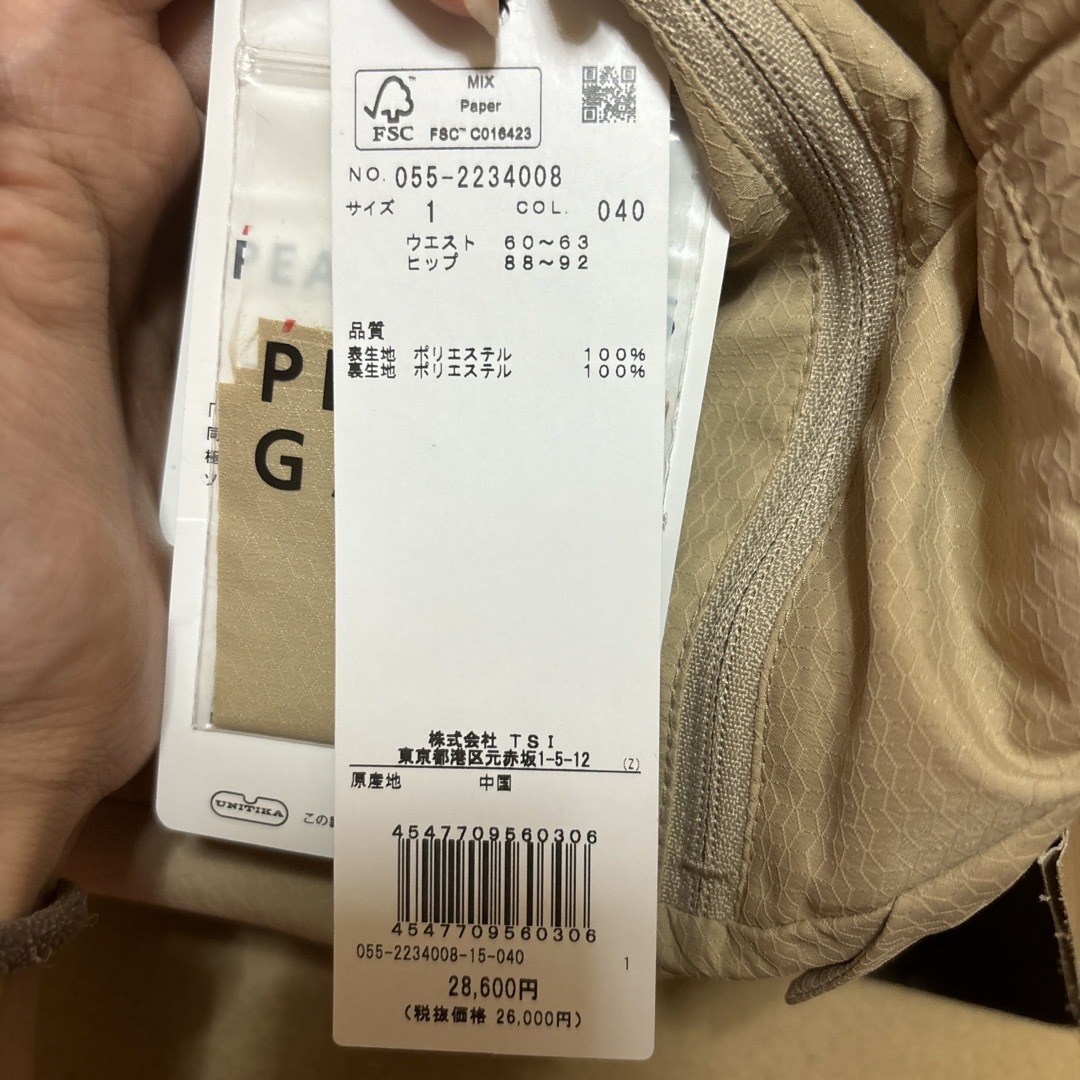 MIX
Paper
FSC
FSC™ C016423
NO. 055-2234008
サイズ 1 COL. 040
ウエスト 60～63
ヒップ 88～92
品質
表生地 ポリエステル 100%
裏生地 ポリエステル 100%
PEA
P
G
株式会社 TSI
東京都港区元赤坂1-5-12 (Z)
原産地 中国
UNITIKA
この
4547709560306
4547709560306
055-2234008-15-040 1
28,600円
(税抜価格 26,000円)